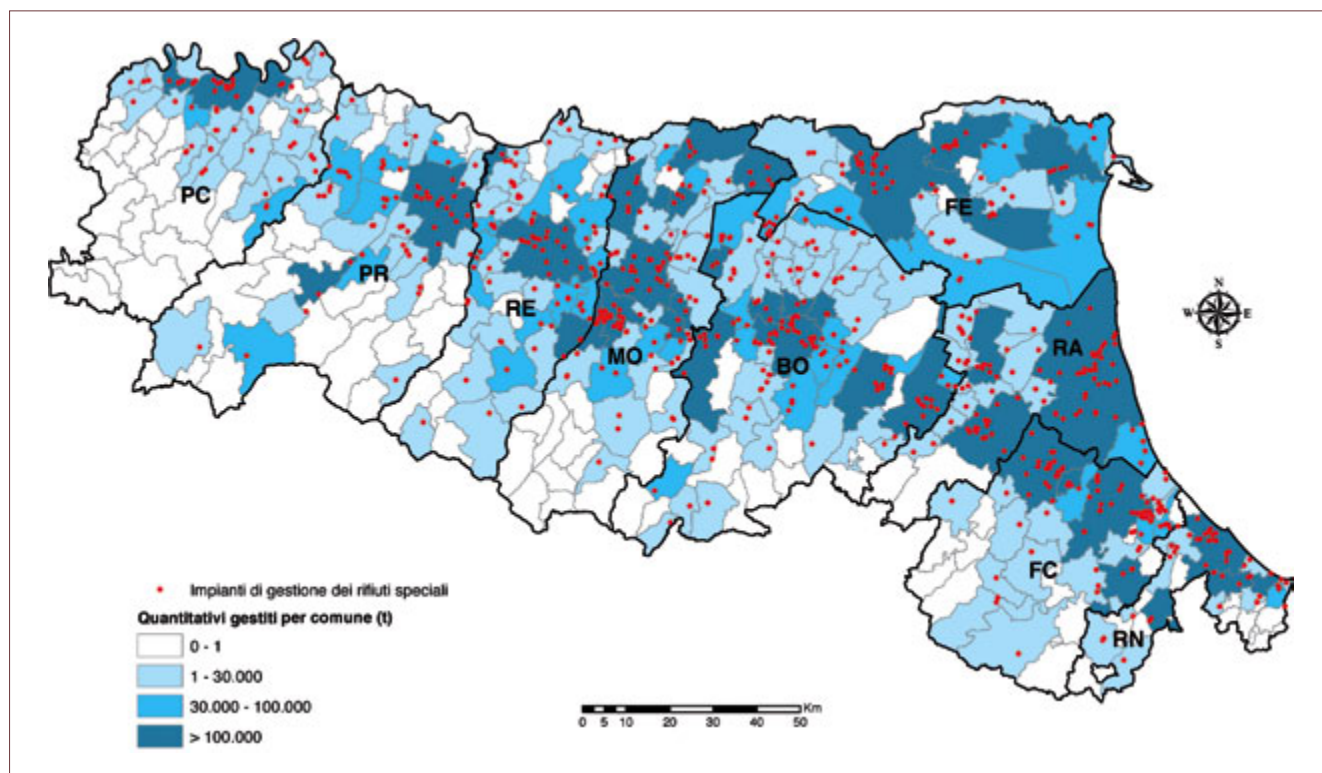 PC
PR
RE
MO
BO
FE
RA
FC
RN
N
W E
S
Impianti di gestione dei rifiuti speciali
Quantitativi gestiti per comune (t)
0 - 1
1 - 30.000
30.000 - 100.000
> 100.000
Km
0 5 10 20 30 40 50